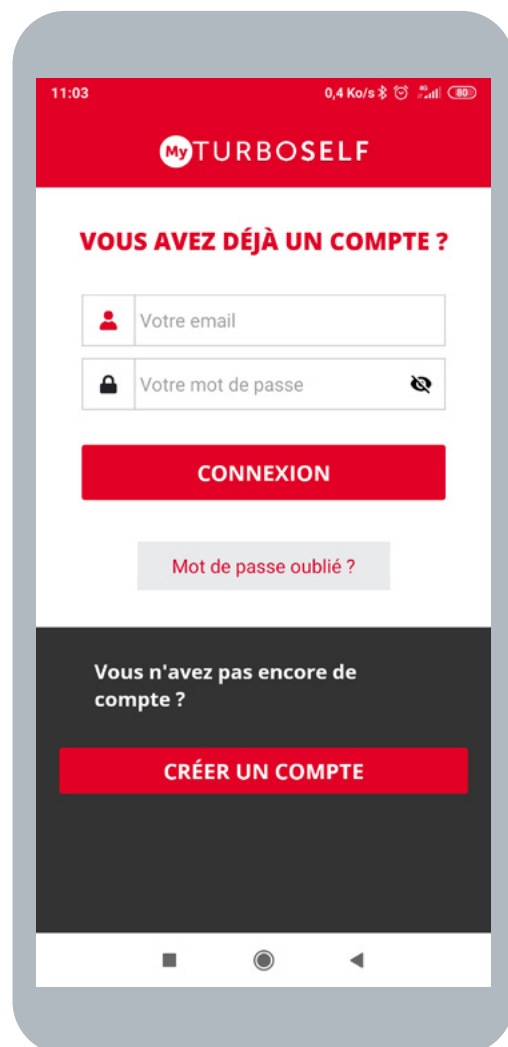 11:03 0,4 Ko/s 4G 80
MyTURBOSELF
VOUS AVEZ DÉJÀ UN COMPTE ?
Votre email
Votre mot de passe
CONNEXION
Mot de passe oublié ?
Vous n'avez pas encore de
compte ?
CRÉER UN COMPTE